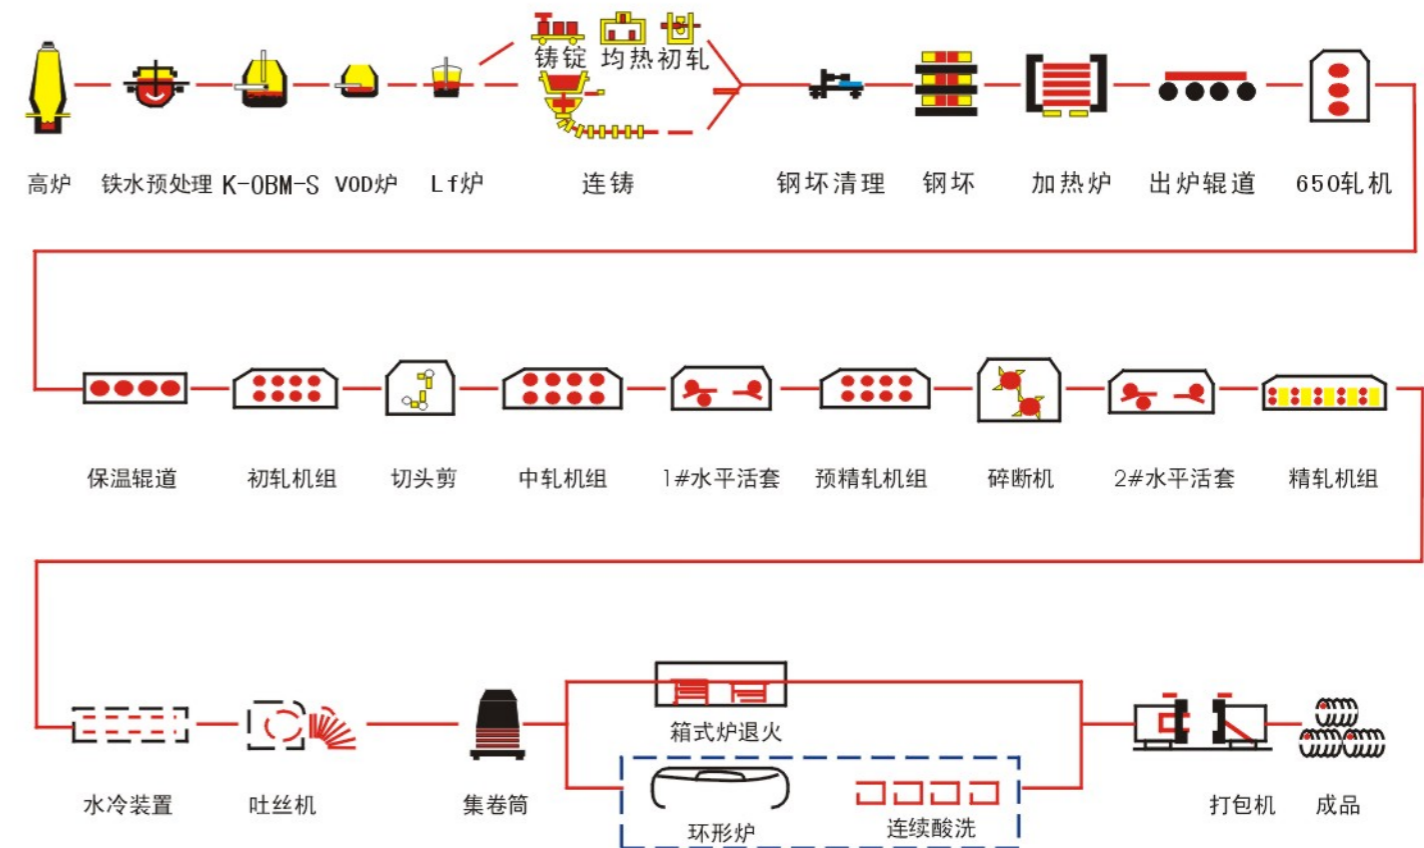 铸锭 均热 初轧
高炉 铁水预处理 K-OBM-S VOD炉 Lf炉 连铸 钢坏清理 钢坏 加热炉 出炉辊道 650轧机
保温辊道 初轧机组 切头剪 中轧机组 1#水平活套 预精轧机组 碎断机 2#水平活套 精轧机组
箱式炉退火
水冷装置 吐丝机 集卷筒 打包机 成品
环形炉 连续酸洗